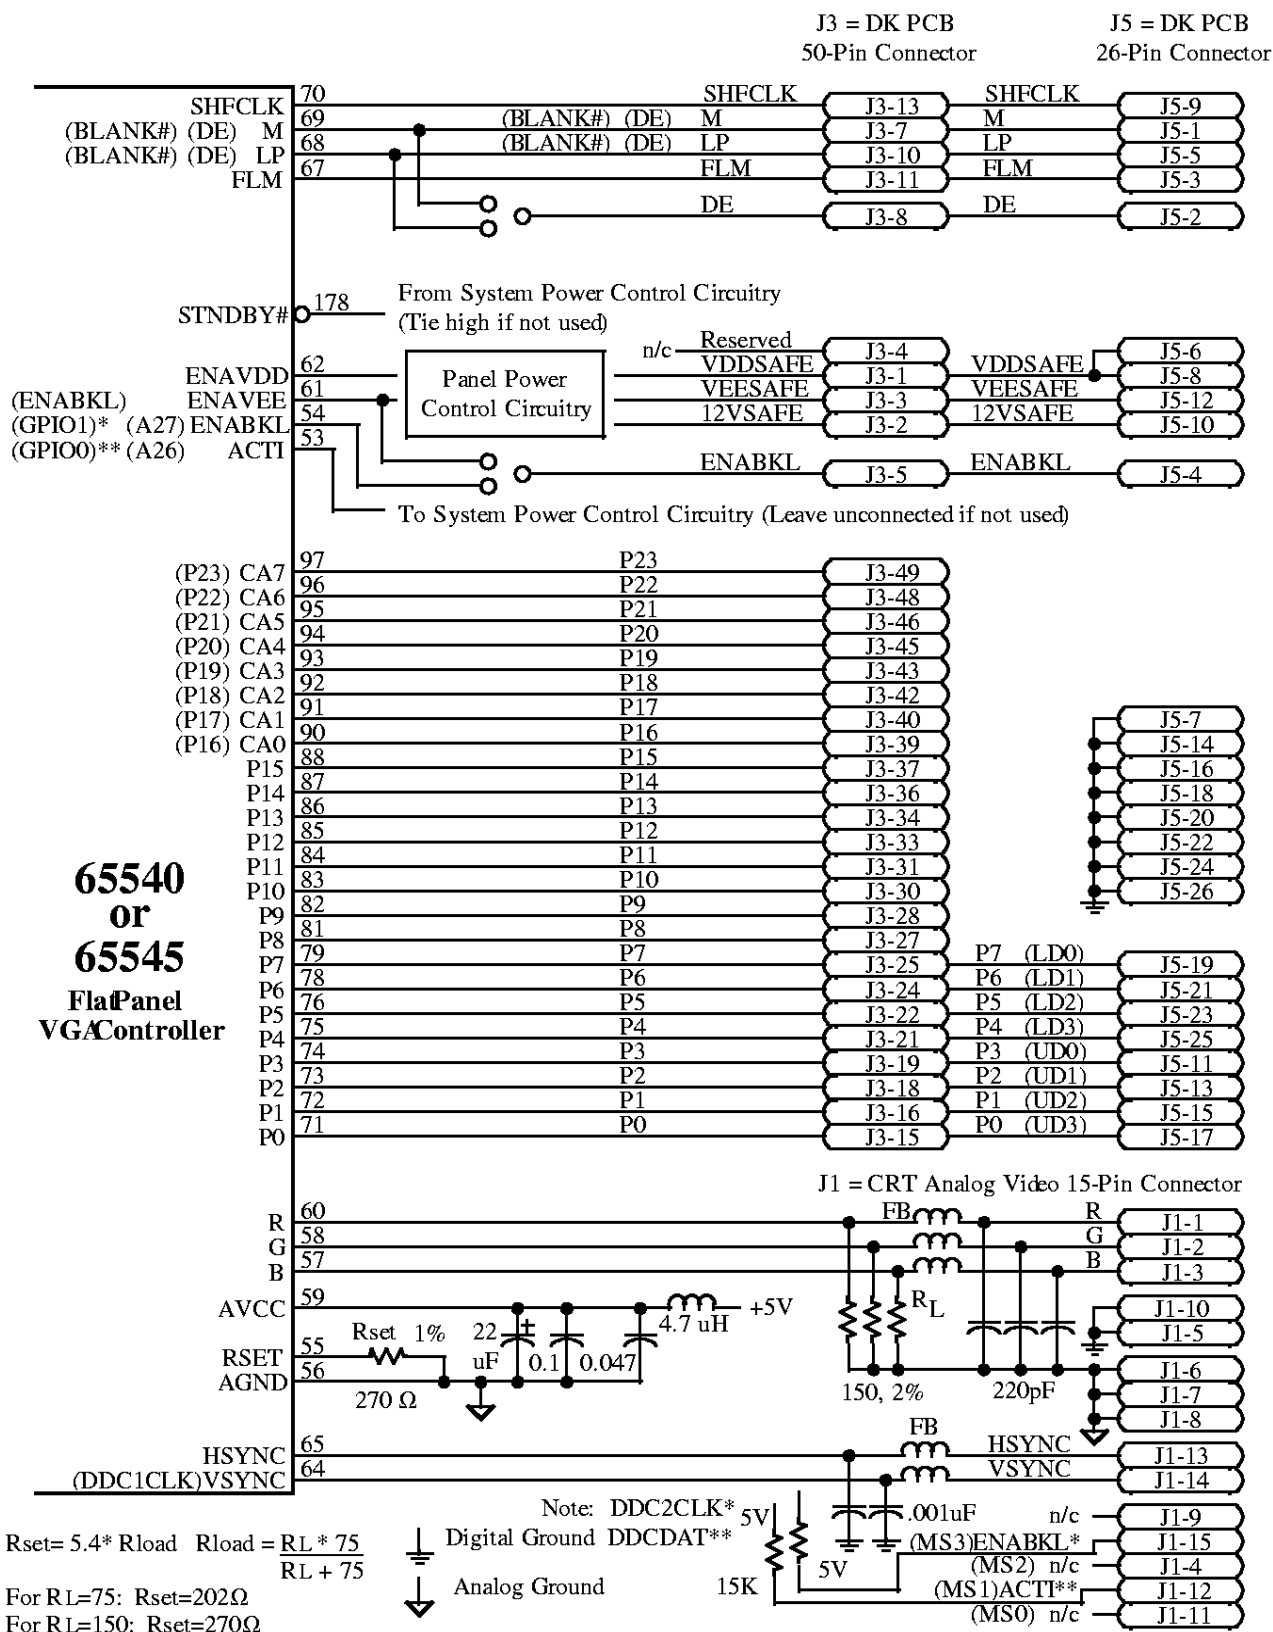 J3 = DK PCB J5 = DK PCB
50-Pin Connector 26-Pin Connector
SHFCLK 70 SHFCLK J3-13 SHFCLK J5-9
(BLANK#) (DE) M 69 (BLANK#) (DE) M J3-7 M J5-1
(BLANK#) (DE) LP 68 (BLANK#) (DE) LP J3-10 LP J5-5
FLM 67 FLM J3-11 FLM J5-3
DE J3-8 DE J5-2
STNDBY# 178 From System Power Control Circuitry
(Tie high if not used)
n/c Reserved J3-4 J5-6
ENAVDD 62 Panel Power VDDSAFE J3-1 VDDSAFE J5-8
(ENABKL) ENAVEE 61 Control Circuitry VEESAFE J3-3 VEESAFE J5-12
(GPIO1)* (A27) ENABKL 54 12VSAFE J3-2 12VSAFE J5-10
(GPIO0)** (A26) ACTI 53
ENABKL J3-5 ENABKL J5-4
To System Power Control Circuitry (Leave unconnected if not used)
(P23) CA7 97 P23 J3-49
(P22) CA6 96 P22 J3-48
(P21) CA5 95 P21 J3-46
(P20) CA4 94 P20 J3-45
(P19) CA3 93 P19 J3-43
(P18) CA2 92 P18 J3-42
(P17) CA1 91 P17 J3-40 J5-7
(P16) CA0 90 P16 J3-39 J5-14
P15 88 P15 J3-37 J5-16
P14 87 P14 J3-36 J5-18
P13 86 P13 J3-34 J5-20
P12 85 P12 J3-33 J5-22
P11 84 P11 J3-31 J5-24
P10 83 P10 J3-30 J5-26
P9 82 P9 J3-28
P8 81 P8 J3-27
P7 79 P7 J3-25 P7 (LD0) J5-19
P6 78 P6 J3-24 P6 (LD1) J5-21
P5 76 P5 J3-22 P5 (LD2) J5-23
P4 75 P4 J3-21 P4 (LD3) J5-25
P3 74 P3 J3-19 P3 (UD0) J5-11
P2 73 P2 J3-18 P2 (UD1) J5-13
P1 72 P1 J3-16 P1 (UD2) J5-15
P0 71 P0 J3-15 P0 (UD3) J5-17
65540
or
65545
Flat Panel
VGA Controller
J1 = CRT Analog Video 15-Pin Connector
R 60 FB R J1-1
G 58 G J1-2
B 57 B J1-3
AVCC 59 4.7 uH +5V RL J1-10
J1-5
RSET 55 Rset 1% 22 uF 0.1 0.047
AGND 56 270 Ω 150, 2% 220pF J1-6
J1-7
J1-8
FB
HSYNC 65 HSYNC J1-13
(DDC1CLK) VSYNC 64 VSYNC J1-14
Note: DDC2CLK* 5V .001uF n/c J1-9
Digital Ground DDCDAT** (MS3)ENABKL* J1-15
5V (MS2) n/c J1-4
Analog Ground 15K (MS1)ACTI** J1-12
(MS0) n/c J1-11
Rset= 5.4* Rload Rload = RL * 75
RL + 75
For RL=75: Rset=202Ω
For RL=150: Rset=270Ω